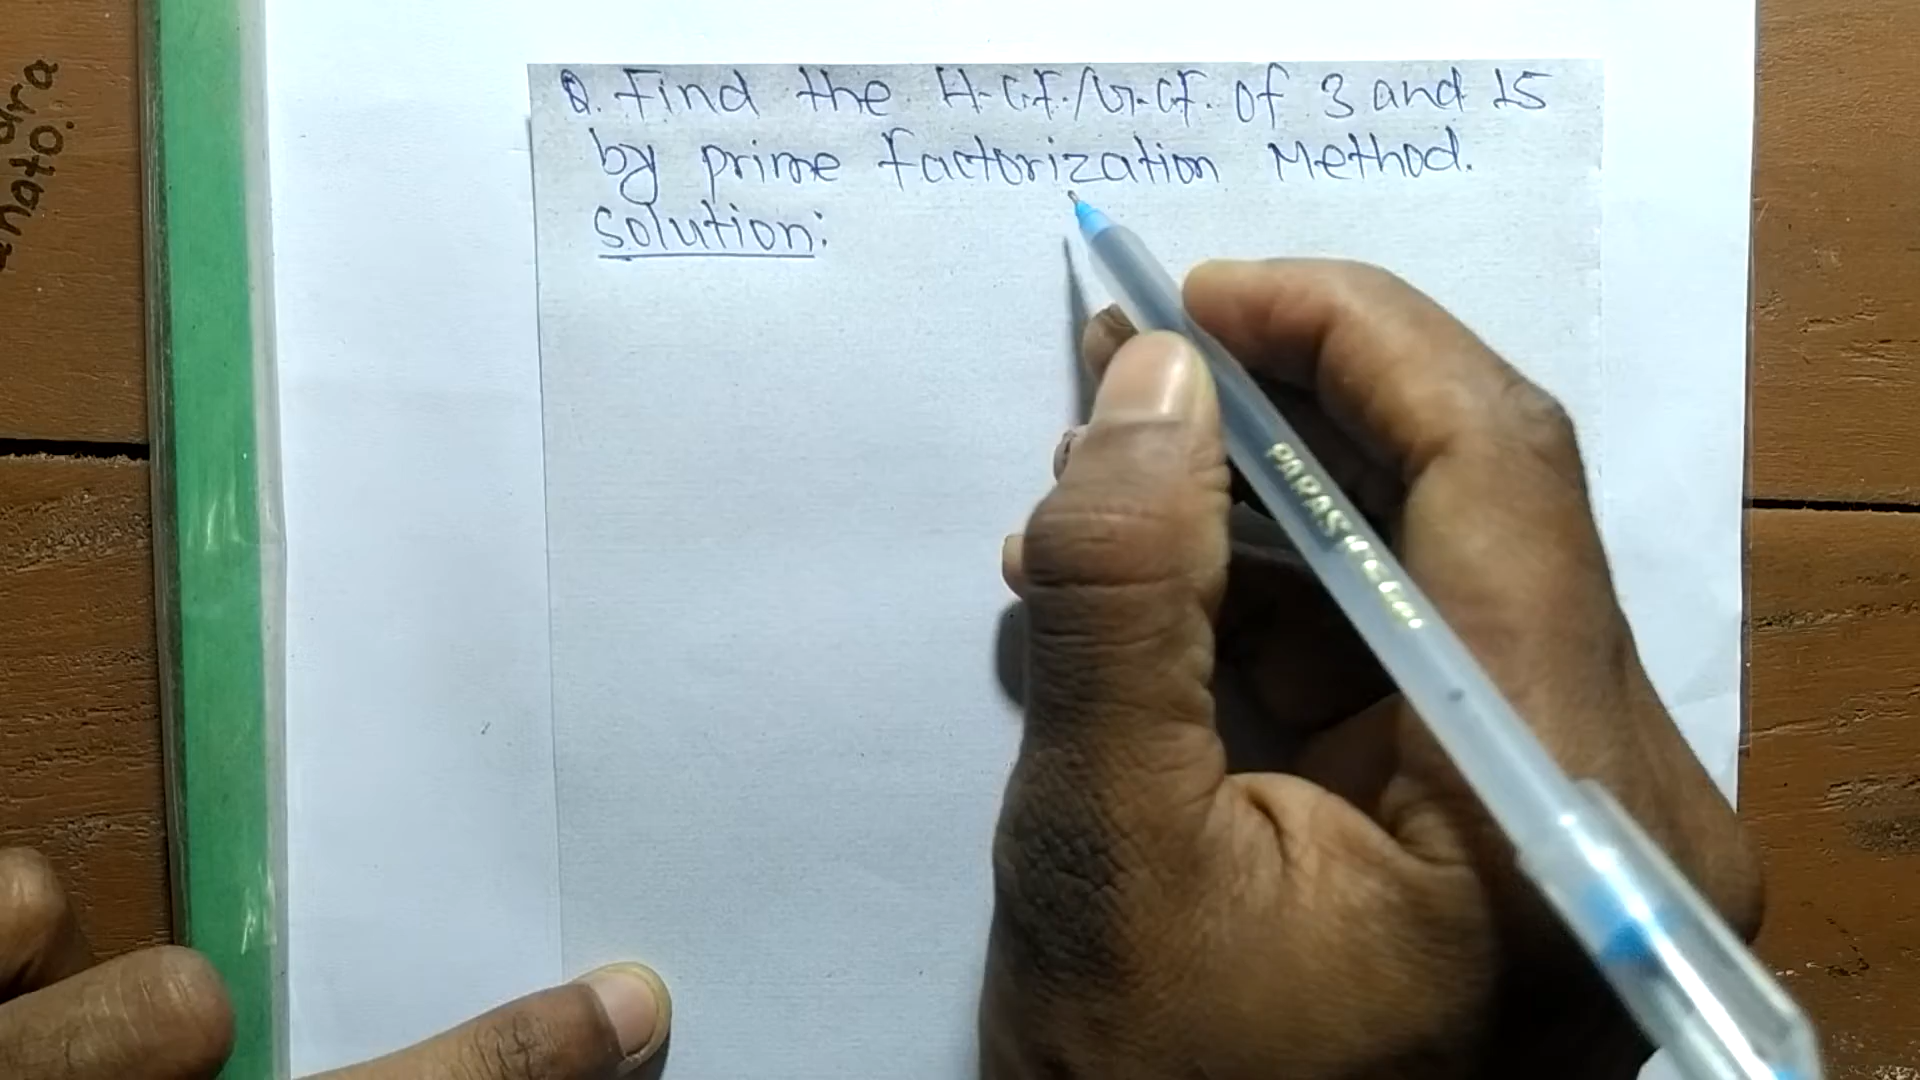 Q. Find the H.C.F./G.C.F. of 3 and 15
by prime factorization Method.
Solution: